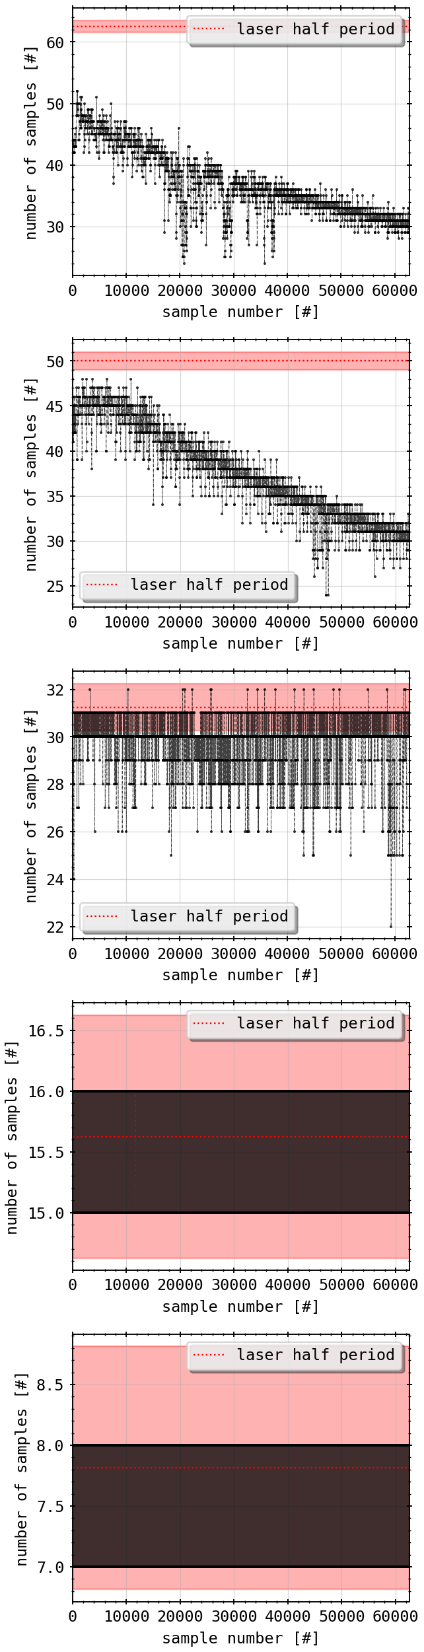 laser half period
60
50
40
30
number of samples [#]
0 10000 20000 30000 40000 50000 60000
sample number [#]
50
45
40
35
30
25
number of samples [#]
laser half period
0 10000 20000 30000 40000 50000 60000
sample number [#]
32
30
28
26
24
22
number of samples [#]
laser half period
0 10000 20000 30000 40000 50000 60000
sample number [#]
laser half period
16.5
16.0
15.5
15.0
number of samples [#]
0 10000 20000 30000 40000 50000 60000
sample number [#]
laser half period
8.5
8.0
7.5
7.0
number of samples [#]
0 10000 20000 30000 40000 50000 60000
sample number [#]